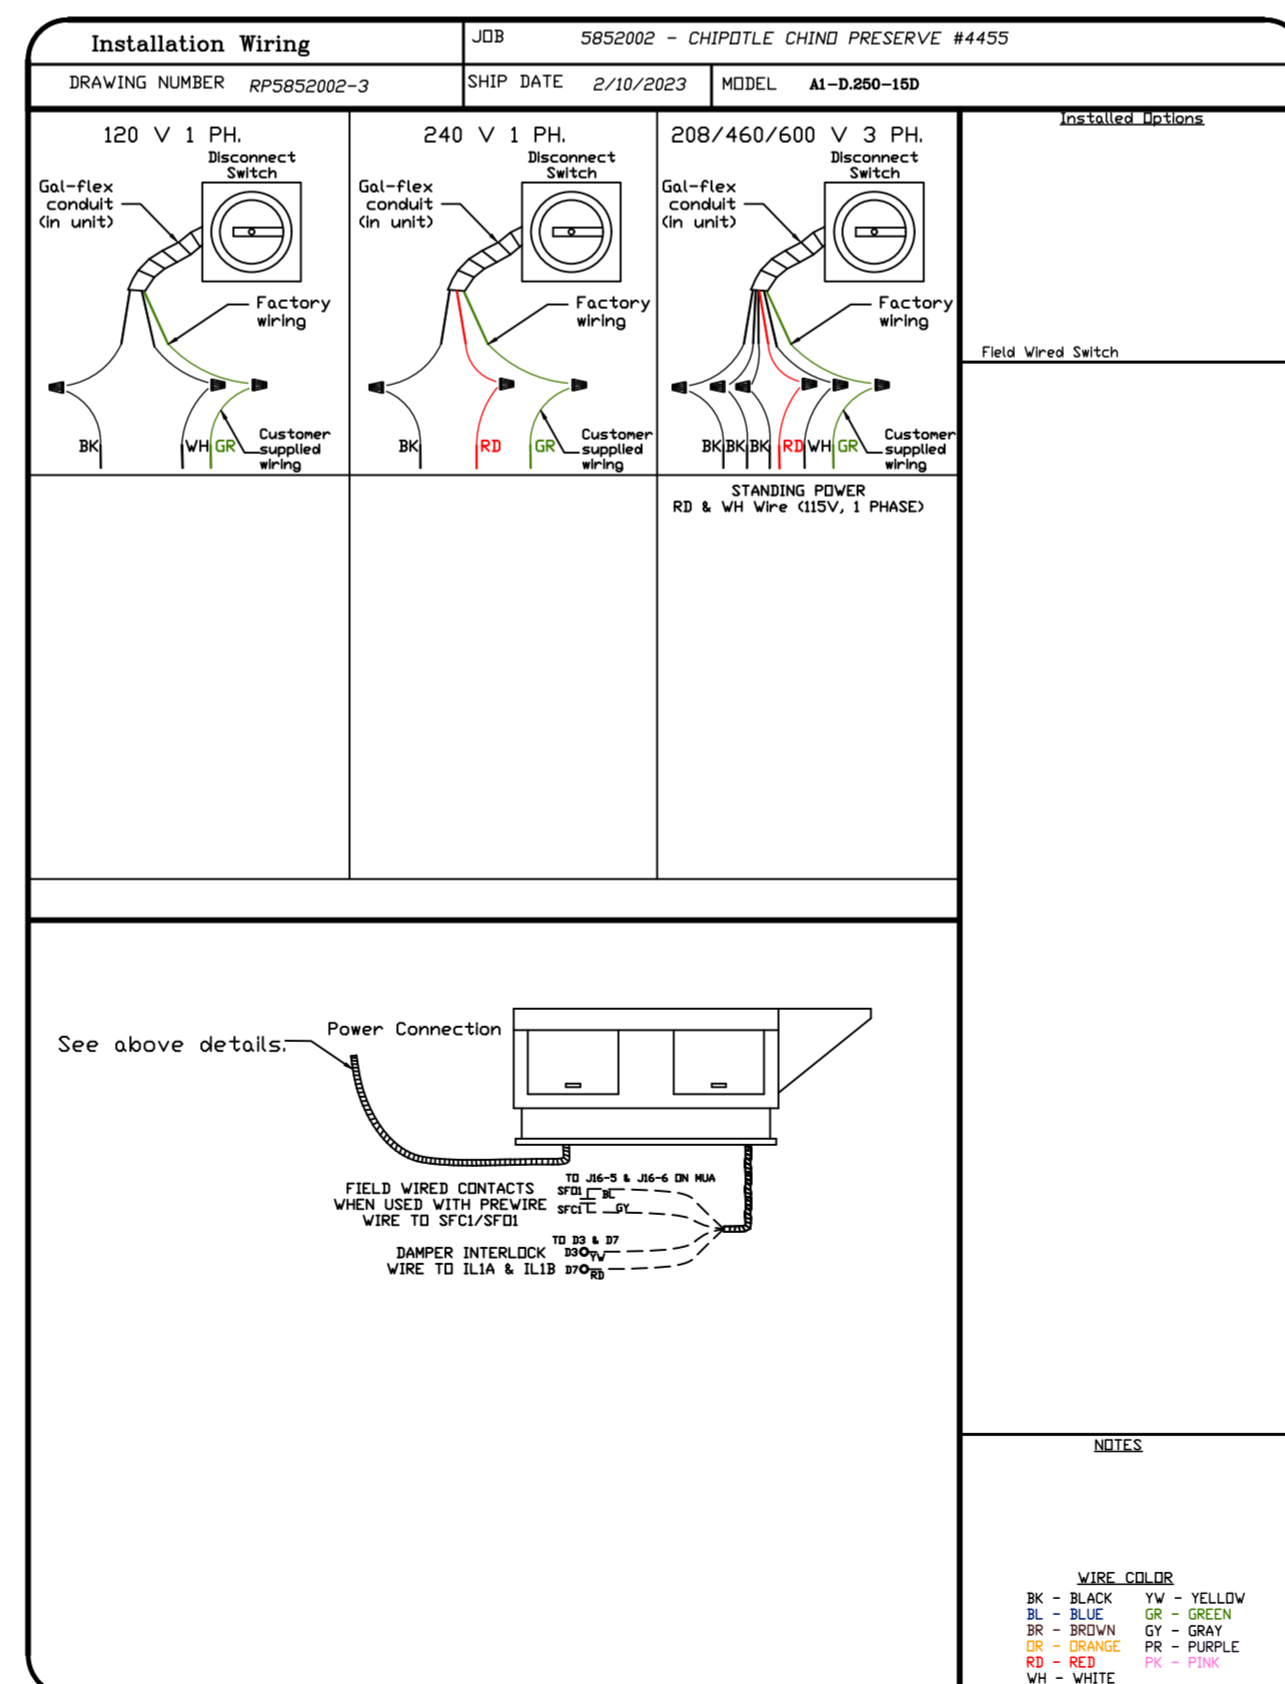 Installation Wiring
JOB 5852002 - CHIPOTLE CHINO PRESERVE #4455
DRAWING NUMBER RP5852002-3
SHIP DATE 2/10/2023
MODEL A1-D.250-15D
120 V 1 PH.
Disconnect
Switch
Gal-flex
conduit
(in unit)
Factory
wiring
BK
WH
GR
Customer
supplied
wiring
240 V 1 PH.
Disconnect
Switch
Gal-flex
conduit
(in unit)
Factory
wiring
BK
RD
GR
Customer
supplied
wiring
208/460/600 V 3 PH.
Disconnect
Switch
Gal-flex
conduit
(in unit)
Factory
wiring
BK
BK
BK
RD
WH
GR
Customer
supplied
wiring
STANDING POWER
RD & WH Wire (115V, 1 PHASE)
Installed Options
Field Wired Switch
See above details.
Power Connection
FIELD WIRED CONTACTS
WHEN USED WITH PREWIRE
WIRE TO SFC1/SFO1
TO J16-5 & J16-6 ON MUA
SFO1
BL
SFC1
GY
DAMPER INTERLOCK
WIRE TO IL1A & IL1B
TO D3 & D7
D3
YW
D7
RD
NOTES
WIRE COLOR
BK - BLACK YW - YELLOW
BL - BLUE GR - GREEN
BR - BROWN GY - GRAY
OR - ORANGE PR - PURPLE
RD - RED PK - PINK
WH - WHITE